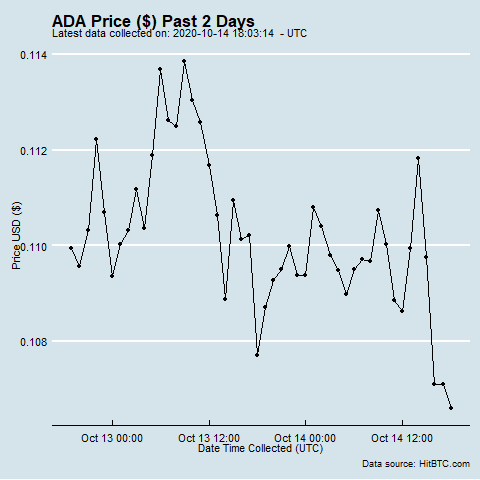 ADA Price ($) Past 2 Days
Latest data collected on: 2020-10-14 18:03:14 - UTC
0.114
0.112
0.110
0.108
Price USD ($)
Oct 13 00:00 Oct 13 12:00 Oct 14 00:00 Oct 14 12:00
Date Time Collected (UTC)
Data source: HitBTC.com